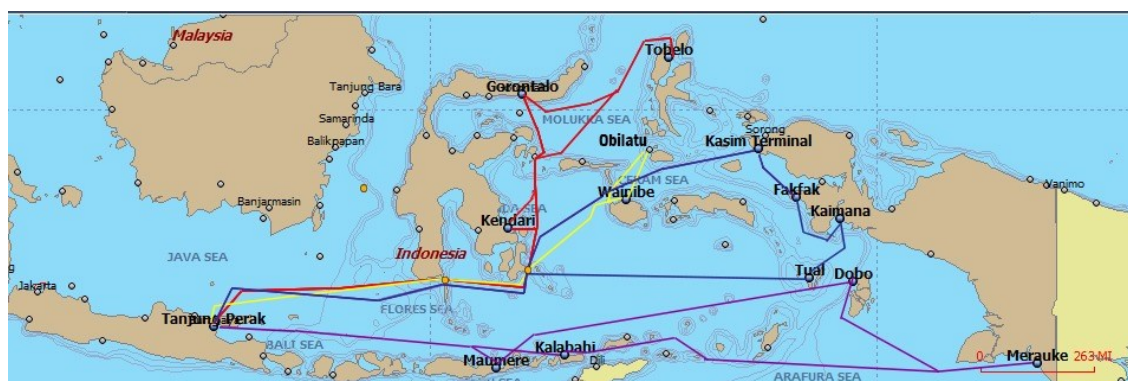 Malaysia
Tobelo
Tanjung Bara
Gorontalo
Samarinda
MOLUKKA SEA
Balikpapan
Obilatu
Sorong
Kasim Terminal
Vanimo
CERAM SEA
Banjarmasin
Wairibe
Fakfak
Kaimana
Kendari
JAVA SEA
Indonesia
Tual
Dobo
Jakarta
FLORES SEA
Tanjung Perak
BALI SEA
Kalabahi
Maumere
Dili
Merauke
0 263 MI
ARAFURA SEA